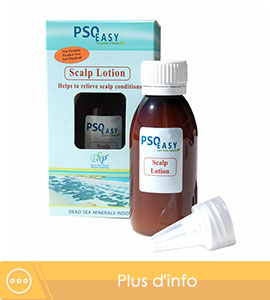 PSO
EASY
Scalp Lotion
Helps to relieve scalp conditions
DEAD SEA MINERALS INSIDE
PSO
EASY
Scalp
Lotion
Plus d'info